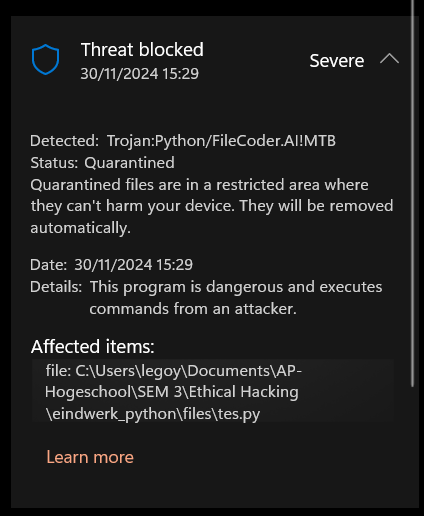 Threat blocked
30/11/2024 15:29
Severe
Detected: Trojan:Python/FileCoder.AI!MTB
Status: Quarantined
Quarantined files are in a restricted area where
they can't harm your device. They will be removed
automatically.
Date: 30/11/2024 15:29
Details: This program is dangerous and executes
commands from an attacker.
Affected items:
file: C:\Users\legoy\Documents\AP-
Hogeschool\SEM 3\Ethical Hacking
\eindwerk_python\files\tes.py
Learn more